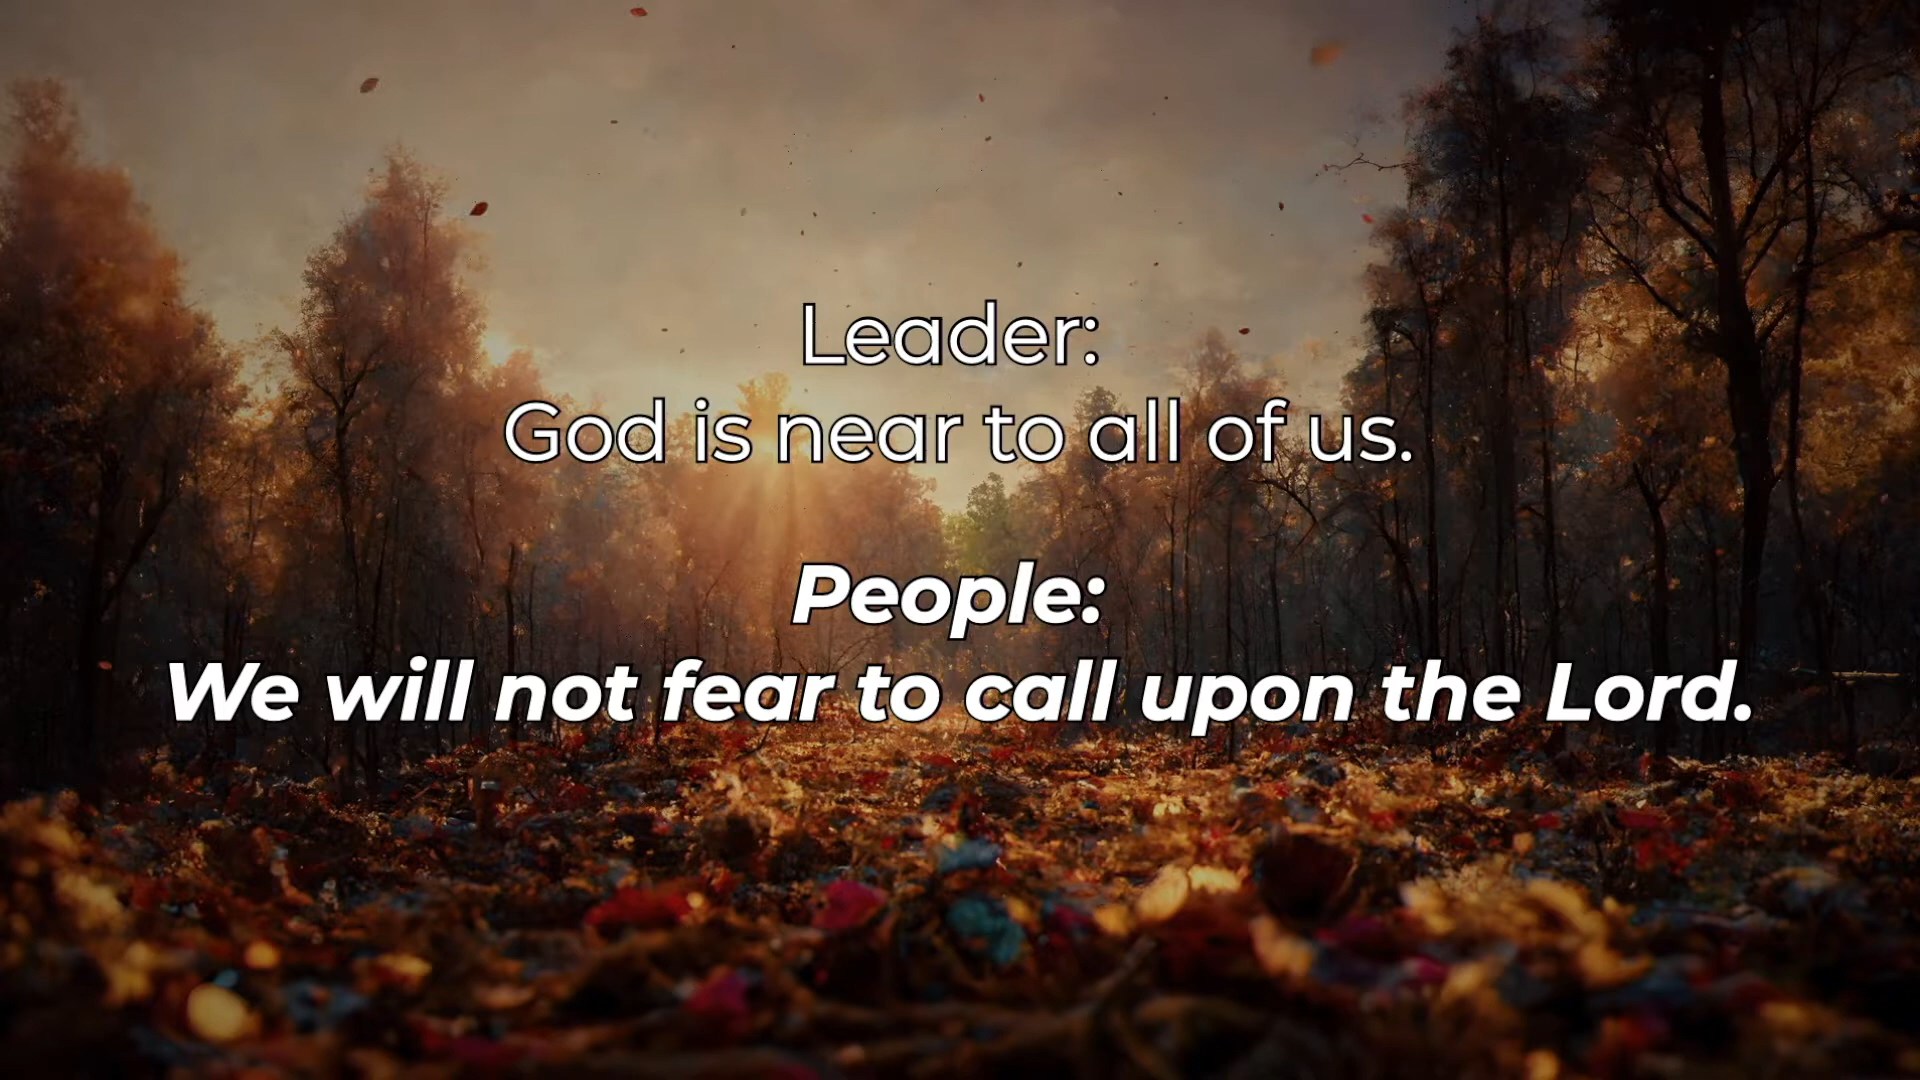 Leader:
God is near to all of us.
People:
We will not fear to call upon the Lord.